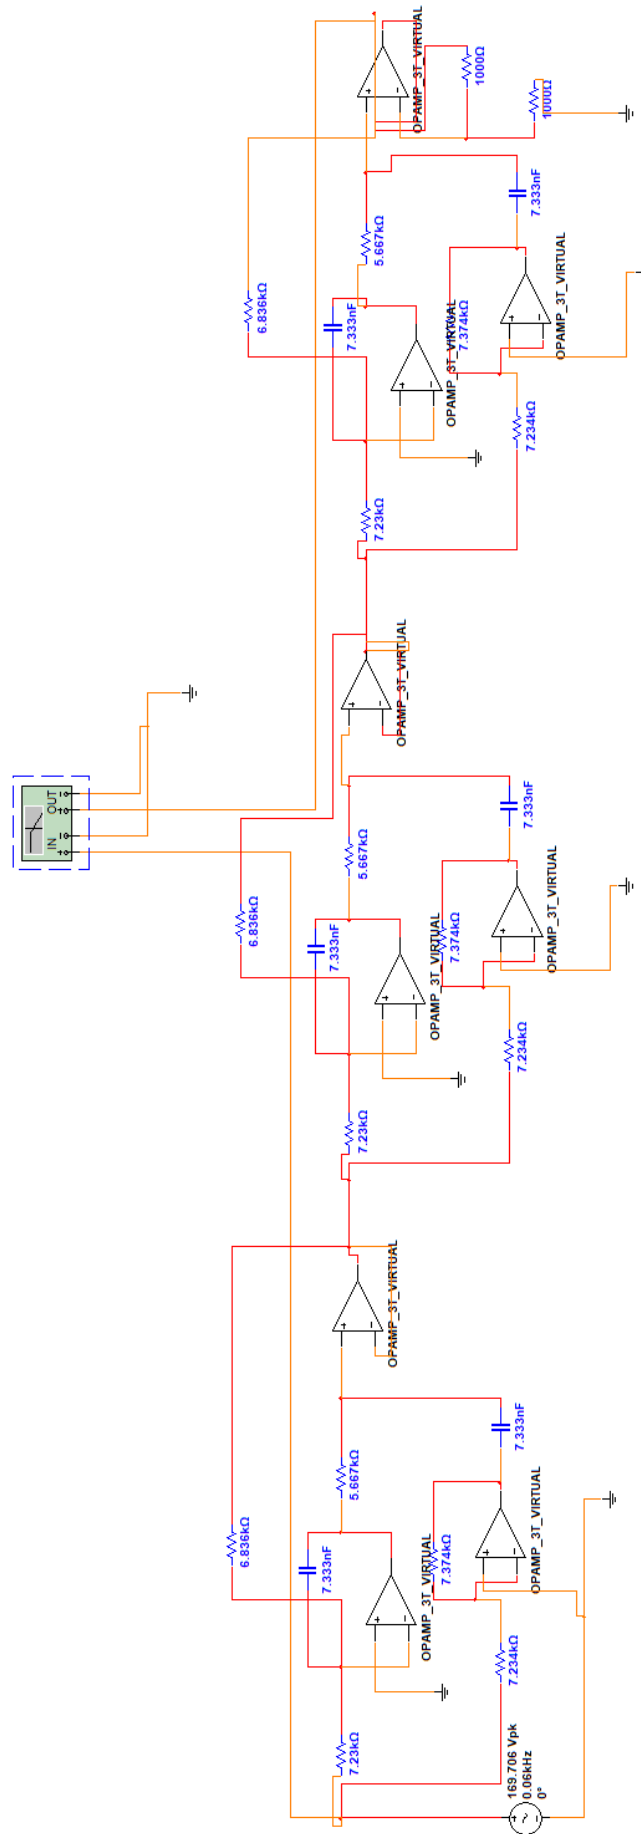 OPAMP_3T_VIRTUAL
1000Ω
1000Ω
7.333nF
5.667kΩ
6.836kΩ
7.333nF
OPAMP_3T_VIRTUAL
7.374kΩ
OPAMP_3T_VIRTUAL
7.234kΩ
7.23kΩ
OPAMP_3T_VIRTUAL
IN
OUT
7.333nF
5.667kΩ
6.836kΩ
7.333nF
OPAMP_3T_VIRTUAL
7.374kΩ
OPAMP_3T_VIRTUAL
7.234kΩ
7.23kΩ
OPAMP_3T_VIRTUAL
7.333nF
5.667kΩ
6.836kΩ
7.333nF
OPAMP_3T_VIRTUAL
7.374kΩ
OPAMP_3T_VIRTUAL
7.234kΩ
7.23kΩ
169.706 Vpk
0.06kHz
0°